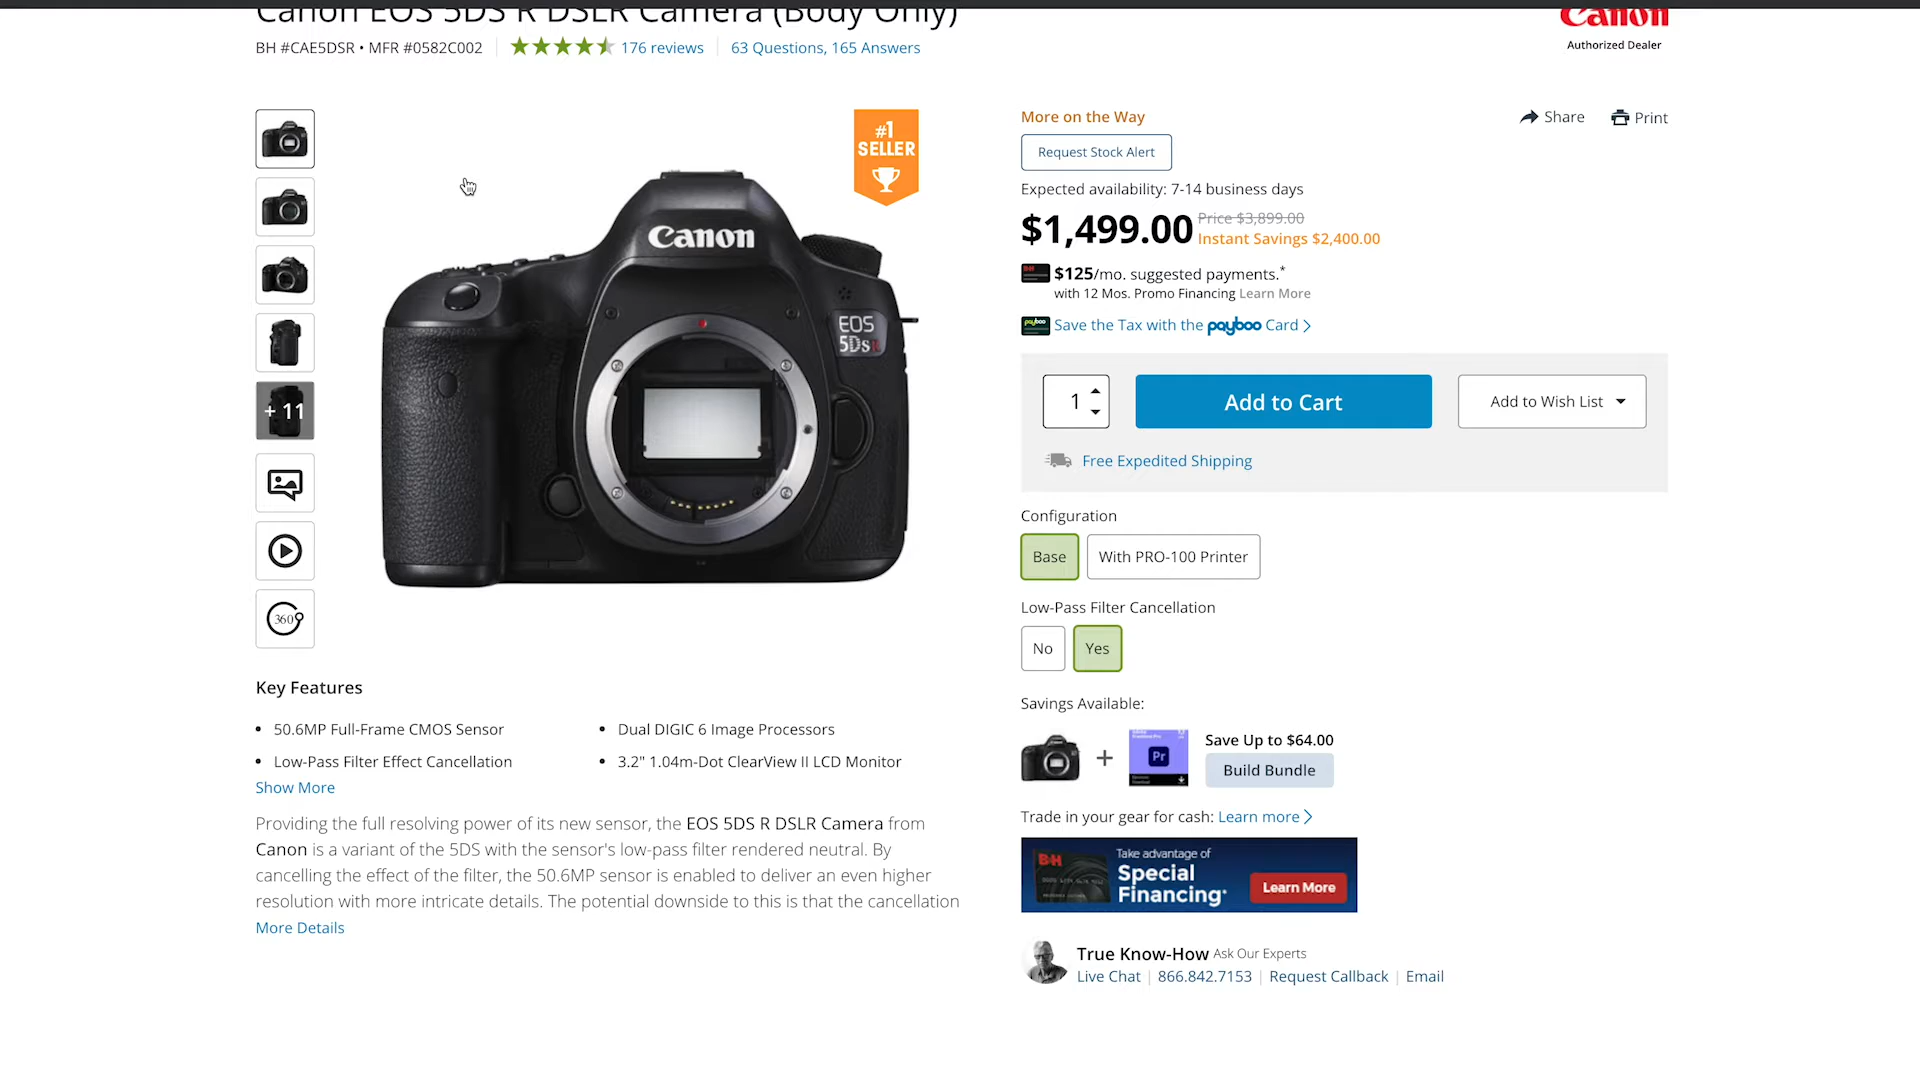 Canon EOS 5DS R DSLR Camera (Body Only)
BH #CAE5DSR • MFR #0582C002
176 reviews
63 Questions, 165 Answers
Canon
Authorized Dealer
#1
SELLER
Canon
EOS
5DsR
+ 11
360
More on the Way
Share
Print
Request Stock Alert
Expected availability: 7-14 business days
$1,499.00
Price $3,899.00
Instant Savings $2,400.00
$125/mo. suggested payments.*
with 12 Mos. Promo Financing Learn More
payboo
Save the Tax with the payboo Card
1
Add to Cart
Add to Wish List
Free Expedited Shipping
Configuration
Base
With PRO-100 Printer
Low-Pass Filter Cancellation
No
Yes
Savings Available:
+
Pr
Save Up to $64.00
Build Bundle
Trade in your gear for cash: Learn more
B&H
Take advantage of
Special
Financing*
Learn More
True Know-How Ask Our Experts
Live Chat | 866.842.7153 | Request Callback | Email
Key Features
• 50.6MP Full-Frame CMOS Sensor
• Dual DIGIC 6 Image Processors
• Low-Pass Filter Effect Cancellation
• 3.2" 1.04m-Dot ClearView II LCD Monitor
Show More
Providing the full resolving power of its new sensor, the EOS 5DS R DSLR Camera from
Canon is a variant of the 5DS with the sensor's low-pass filter rendered neutral. By
cancelling the effect of the filter, the 50.6MP sensor is enabled to deliver an even higher
resolution with more intricate details. The potential downside to this is that the cancellation
More Details